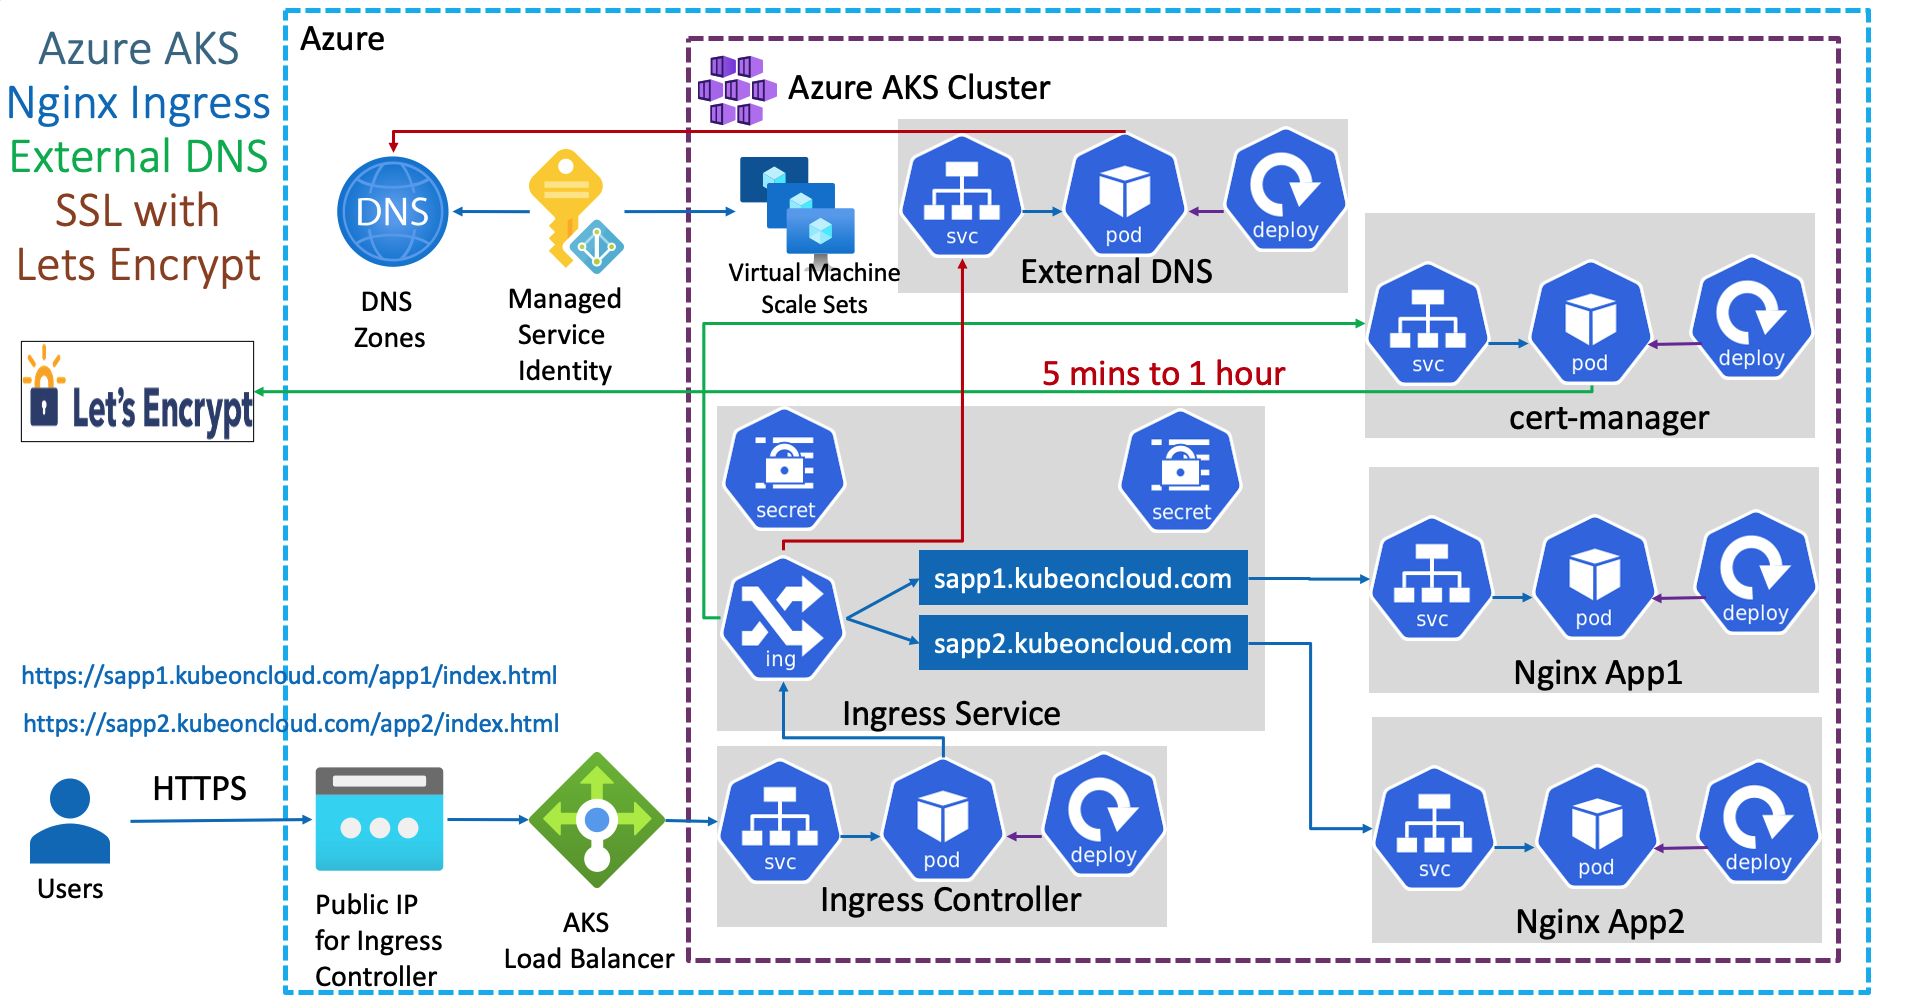 Azure AKS
Nginx Ingress
External DNS
SSL with
Lets Encrypt
Azure
Azure AKS Cluster
DNS
DNS
Zones
Managed
Service
Identity
Virtual Machine
Scale Sets
svc
pod
deploy
External DNS
svc
pod
deploy
cert-manager
Let's Encrypt
5 mins to 1 hour
secret
secret
ing
sapp1.kubeoncloud.com
sapp2.kubeoncloud.com
Ingress Service
svc
pod
deploy
Nginx App1
https://sapp1.kubeoncloud.com/app1/index.html
https://sapp2.kubeoncloud.com/app2/index.html
HTTPS
Users
Public IP
for Ingress
Controller
AKS
Load Balancer
svc
pod
deploy
Ingress Controller
svc
pod
deploy
Nginx App2